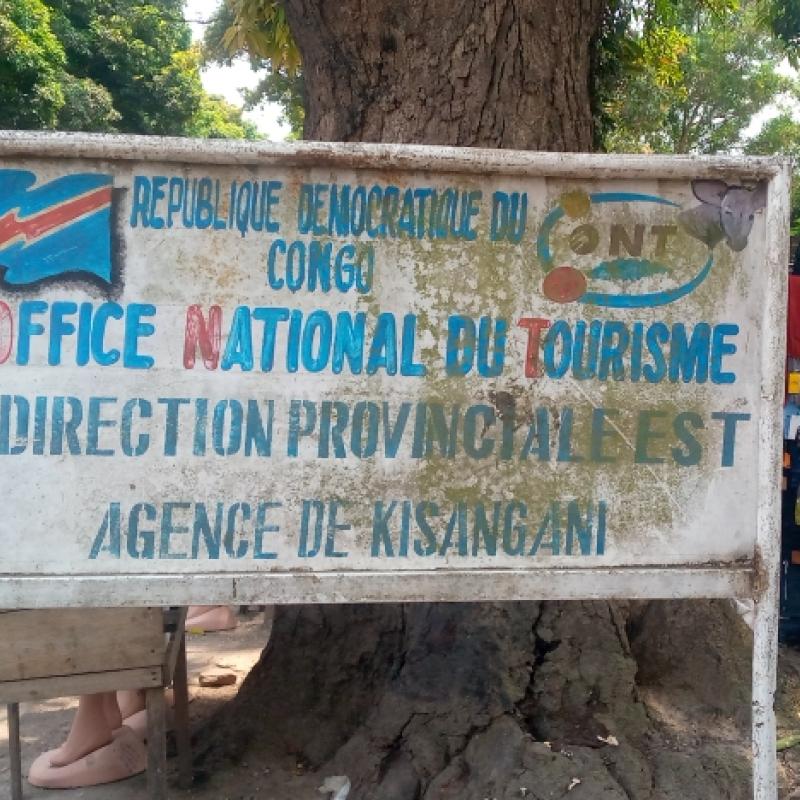 REPUBLIQUE DEMOCRATIQUE DU
CONGO
ONT
OFFICE NATIONAL DU TOURISME
DIRECTION PROVINCIALE EST
AGENCE DE KISANGANI